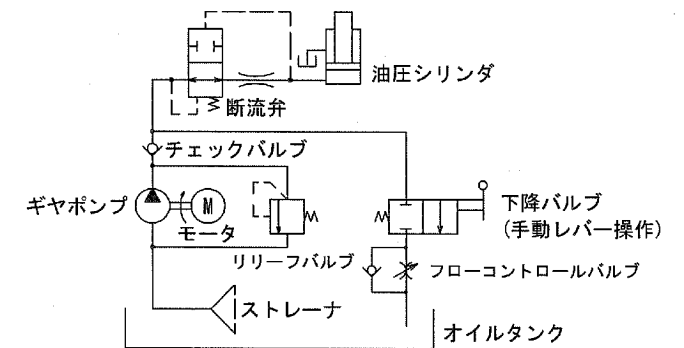 油圧シリンダ
断流弁
チェックバルブ
ギヤポンプ
M
モータ
下降バルブ
(手動レバー操作)
リリーフバルブ
フローコントロールバルブ
ストレーナ
オイルタンク